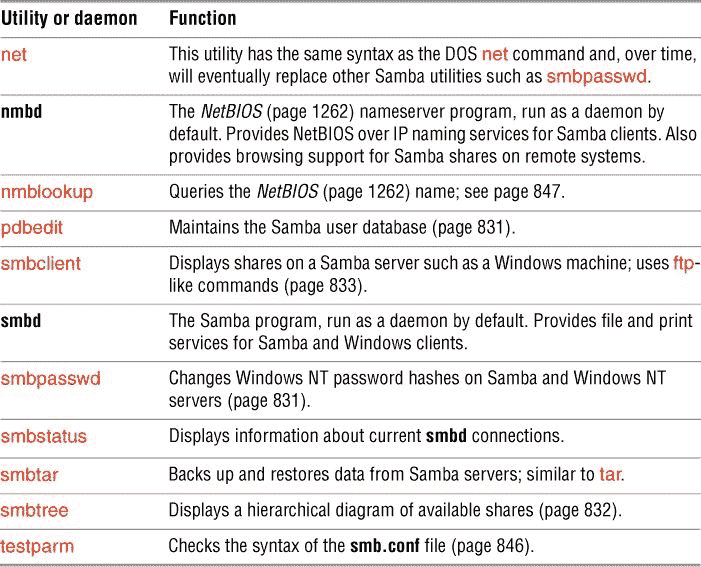 Utility or daemon Function
net This utility has the same syntax as the DOS net command and, over time,
will eventually replace other Samba utilities such as smbpasswd.
nmbd The NetBIOS (page 1262) nameserver program, run as a daemon by
default. Provides NetBIOS over IP naming services for Samba clients. Also
provides browsing support for Samba shares on remote systems.
nmblookup Queries the NetBIOS (page 1262) name; see page 847.
pdbedit Maintains the Samba user database (page 831).
smbclient Displays shares on a Samba server such as a Windows machine; uses ftp-
like commands (page 833).
smbd The Samba program, run as a daemon by default. Provides file and print
services for Samba and Windows clients.
smbpasswd Changes Windows NT password hashes on Samba and Windows NT
servers (page 831).
smbstatus Displays information about current smbd connections.
smbtar Backs up and restores data from Samba servers; similar to tar.
smbtree Displays a hierarchical diagram of available shares (page 832).
testparm Checks the syntax of the smb.conf file (page 846).